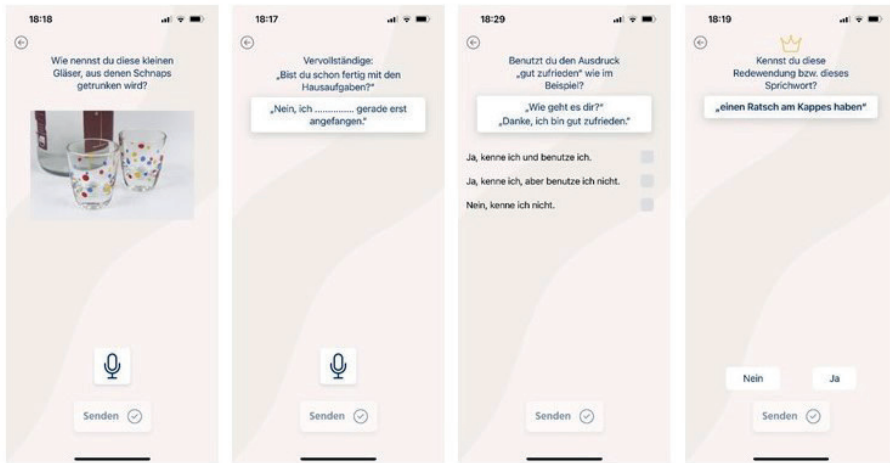 18:18
Wie nennst du diese kleinen
Gläser, aus denen Schnaps
getrunken wird?
Senden
18:17
Vervollständige:
„Bist du schon fertig mit den
Hausaufgaben?“
„Nein, ich ............... gerade erst
angefangen.“
Senden
18:29
Benutzt du den Ausdruck
„gut zufrieden“ wie im
Beispiel?
„Wie geht es dir?“
„Danke, ich bin gut zufrieden.“
Ja, kenne ich und benutze ich.
Ja, kenne ich, aber benutze ich nicht.
Nein, kenne ich nicht.
Senden
18:19
Kennst du diese
Redewendung bzw. dieses
Sprichwort?
„einen Ratsch am Kappes haben“
Nein Ja
Senden